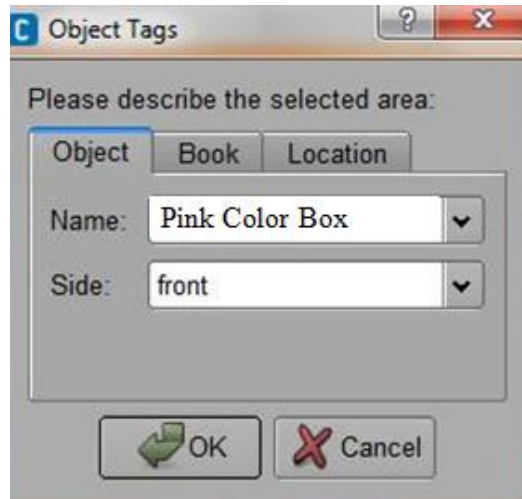 C Object Tags ?
Please describe the selected area:
Object Book Location
Name: Pink Color Box
Side: front
OK Cancel